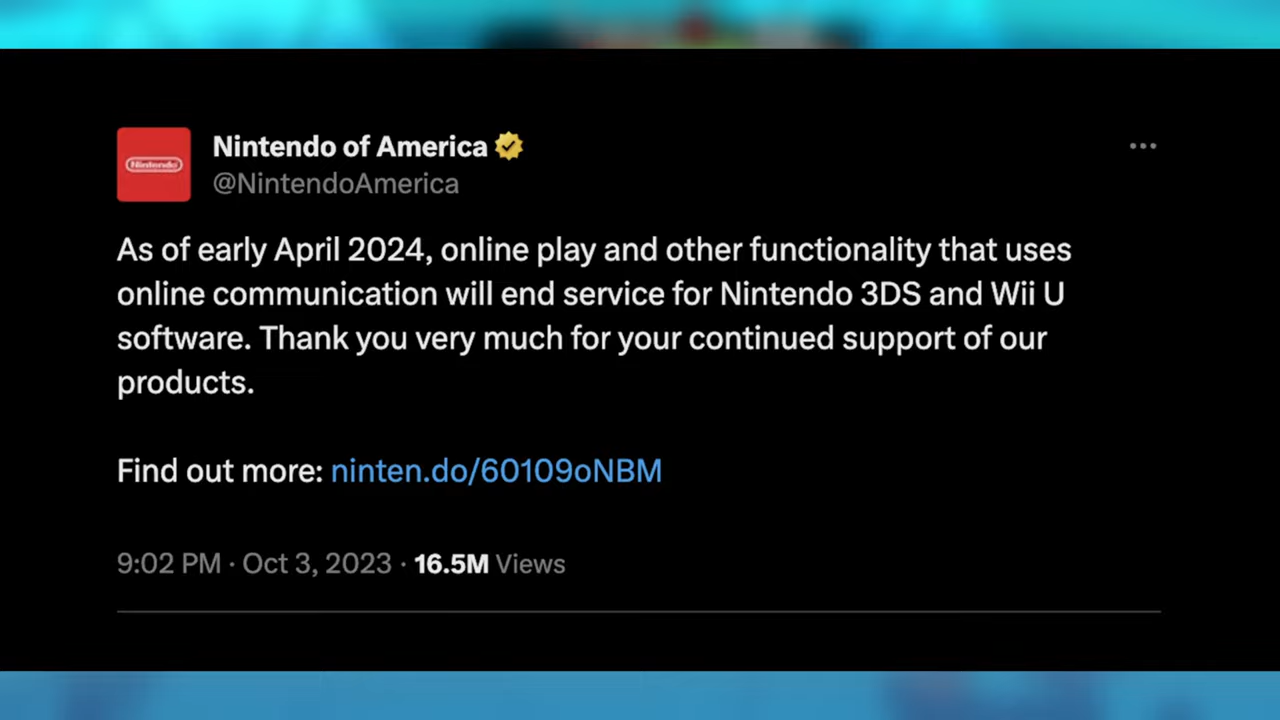 Nintendo
Nintendo of America
@NintendoAmerica
As of early April 2024, online play and other functionality that uses
online communication will end service for Nintendo 3DS and Wii U
software. Thank you very much for your continued support of our
products.
Find out more: ninten.do/60109oNBM
9:02 PM · Oct 3, 2023 · 16.5M Views